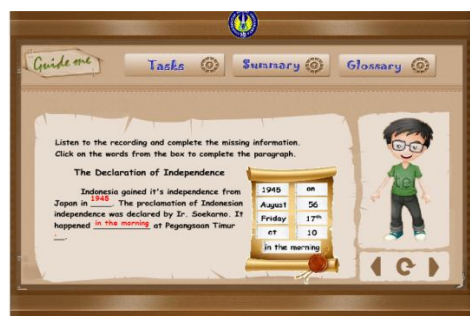 Guide me
Tasks
Summary
Glossary
Listen to the recording and complete the missing information.
Click on the words from the box to complete the paragraph.
The Declaration of Independence
Indonesia gained it's independence from
Japan in 1945. The proclamation of Indonesian
independence was declared by Ir. Soekarno. It
happened in the morning at Pegangsaan Timur
__.
1945 on
August 56
Friday 17th
at 10
in the morning